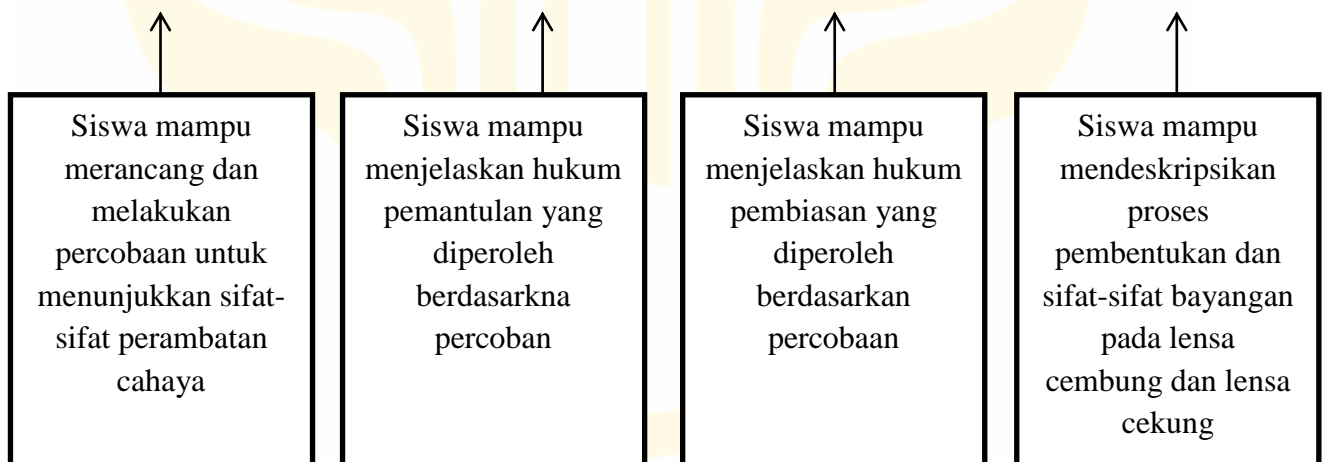 Siswa mampu
merancang dan
melakukan
percobaan untuk
menunjukkan sifat-
sifat perambatan
cahaya
Siswa mampu
menjelaskan hukum
pemantulan yang
diperoleh
berdasarkna
percoban
Siswa mampu
menjelaskan hukum
pembiasan yang
diperoleh
berdasarkan
percobaan
Siswa mampu
mendeskripsikan
proses
pembentukan dan
sifat-sifat bayangan
pada lensa
cembung dan lensa
cekung